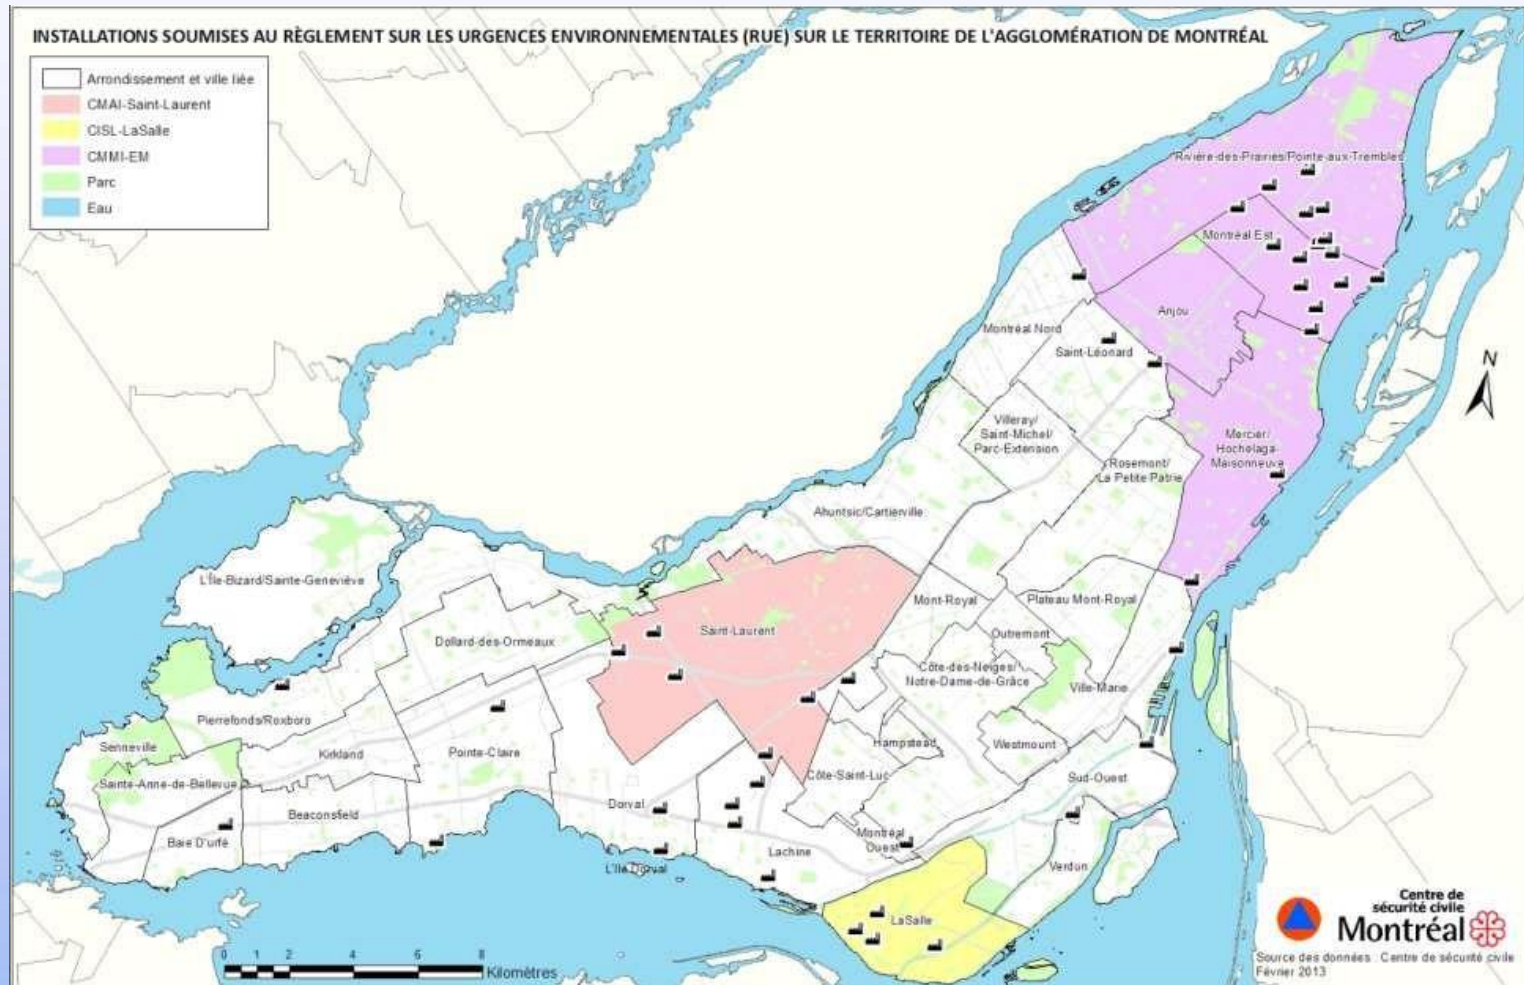 INSTALLATIONS SOUMISES AU RÈGLEMENT SUR LES URGENCES ENVIRONNEMENTALES (RUE) SUR LE TERRITOIRE DE L'AGGLOMÉRATION DE MONTRÉAL
Arrondissement et ville liée
CMAI-Saint-Laurent
CISL-LaSalle
CMMI-EM
Parc
Eau
Rivière-des-Prairies/Pointe-aux-Trembles
Montréal Est
Anjou
Montréal Nord
Saint-Léonard
N
Villeray/
Saint-Michel/
Parc-Extension
Mercier/
Hochelaga-
Maisonneuve
Rosemont/
La Petite Patrie
Ahuntsic/Cartierville
L'Île-Bizard/Sainte-Geneviève
Mont-Royal
Plateau Mont-Royal
Saint-Laurent
Outremont
Dollard-des-Ormeaux
Côte-des-Neiges/
Notre-Dame-de-Grâce
Ville-Marie
Pierrefonds/Roxboro
Senneville
Kirkland
Pointe-Claire
Hampstead
Westmount
Sainte-Anne-de-Bellevue
Côte-Saint-Luc
Sud-Ouest
Beaconsfield
Dorval
Baie D'urfé
Lachine
Montréal
Ouest
L'Île Dorval
Verdun
LaSalle
0 1 2 4 6 8
Kilomètres
Centre de
sécurité civile
Montréal
Source des données : Centre de sécurité civile
Février 2013